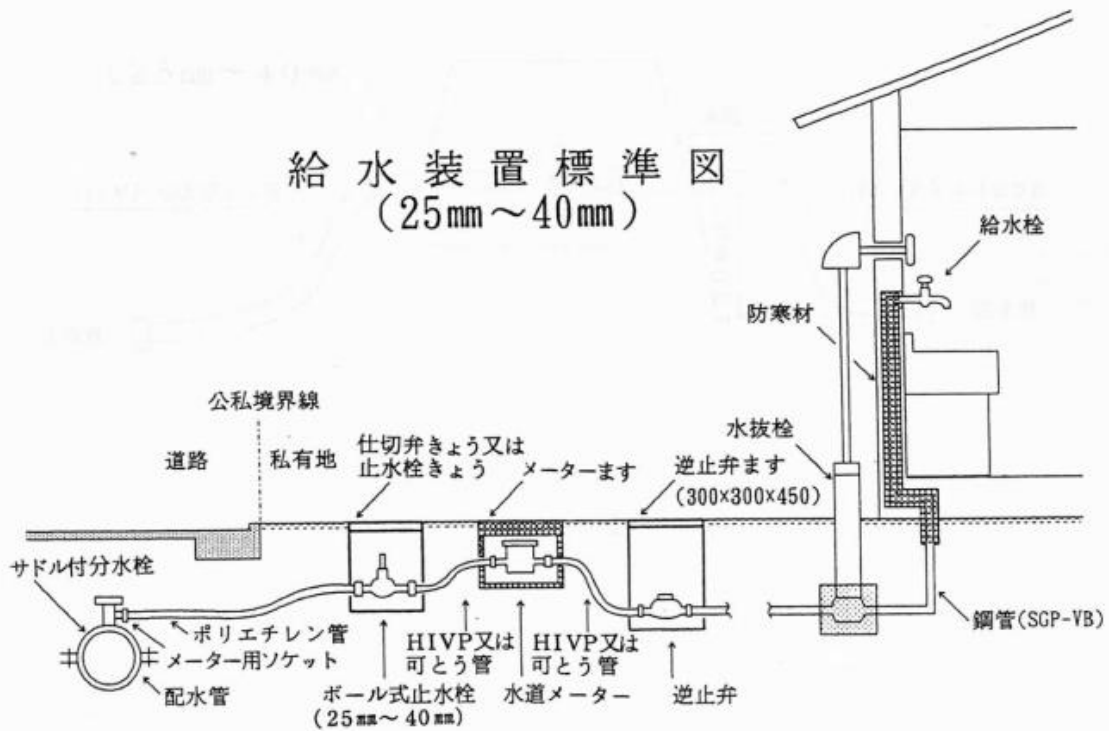 給水装置標準図
(25mm～40mm)
給水栓
防寒材
公私境界線
道路
私有地
仕切弁きょう又は
止水栓きょう
メーターます
逆止弁ます
(300×300×450)
水抜栓
サドル付分水栓
ポリエチレン管
メーター用ソケット
配水管
HIVP又は
可とう管
HIVP又は
可とう管
ボール式止水栓
(25mm～40mm)
水道メーター
逆止弁
鋼管(SGP-VB)